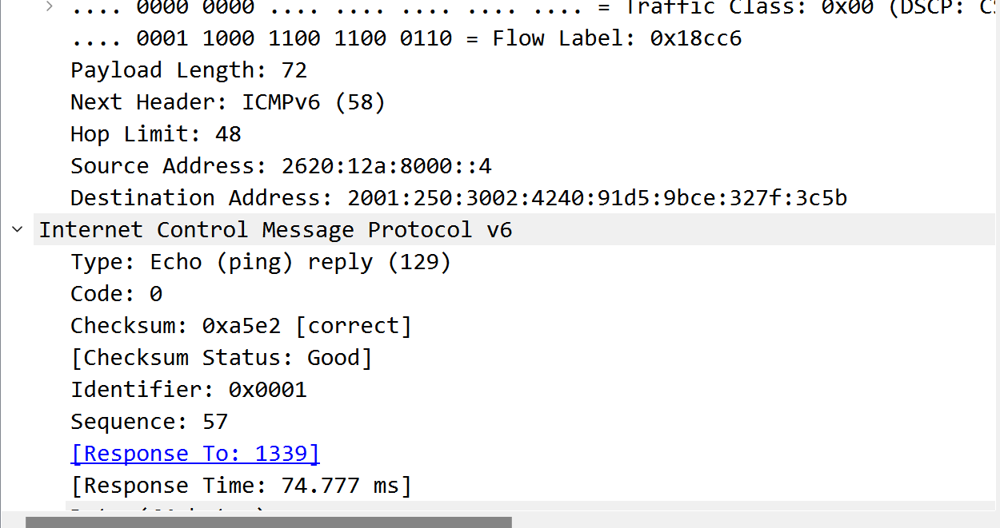 .... 0000 0000 .... .... .... .... .... = Traffic Class: 0x00 (DSCP:
.... 0001 1000 1100 1100 0110 = Flow Label: 0x18cc6
Payload Length: 72
Next Header: ICMPv6 (58)
Hop Limit: 48
Source Address: 2620:12a:8000::4
Destination Address: 2001:250:3002:4240:91d5:9bce:327f:3c5b
Internet Control Message Protocol v6
Type: Echo (ping) reply (129)
Code: 0
Checksum: 0xa5e2 [correct]
[Checksum Status: Good]
Identifier: 0x0001
Sequence: 57
[Response To: 1339]
[Response Time: 74.777 ms]